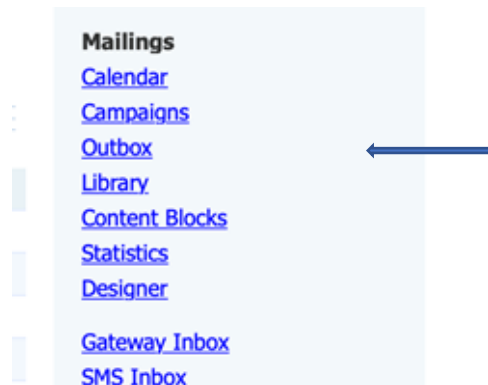 Mailings
Calendar
Campaigns
Outbox
Library
Content Blocks
Statistics
Designer
Gateway Inbox
SMS Inbox